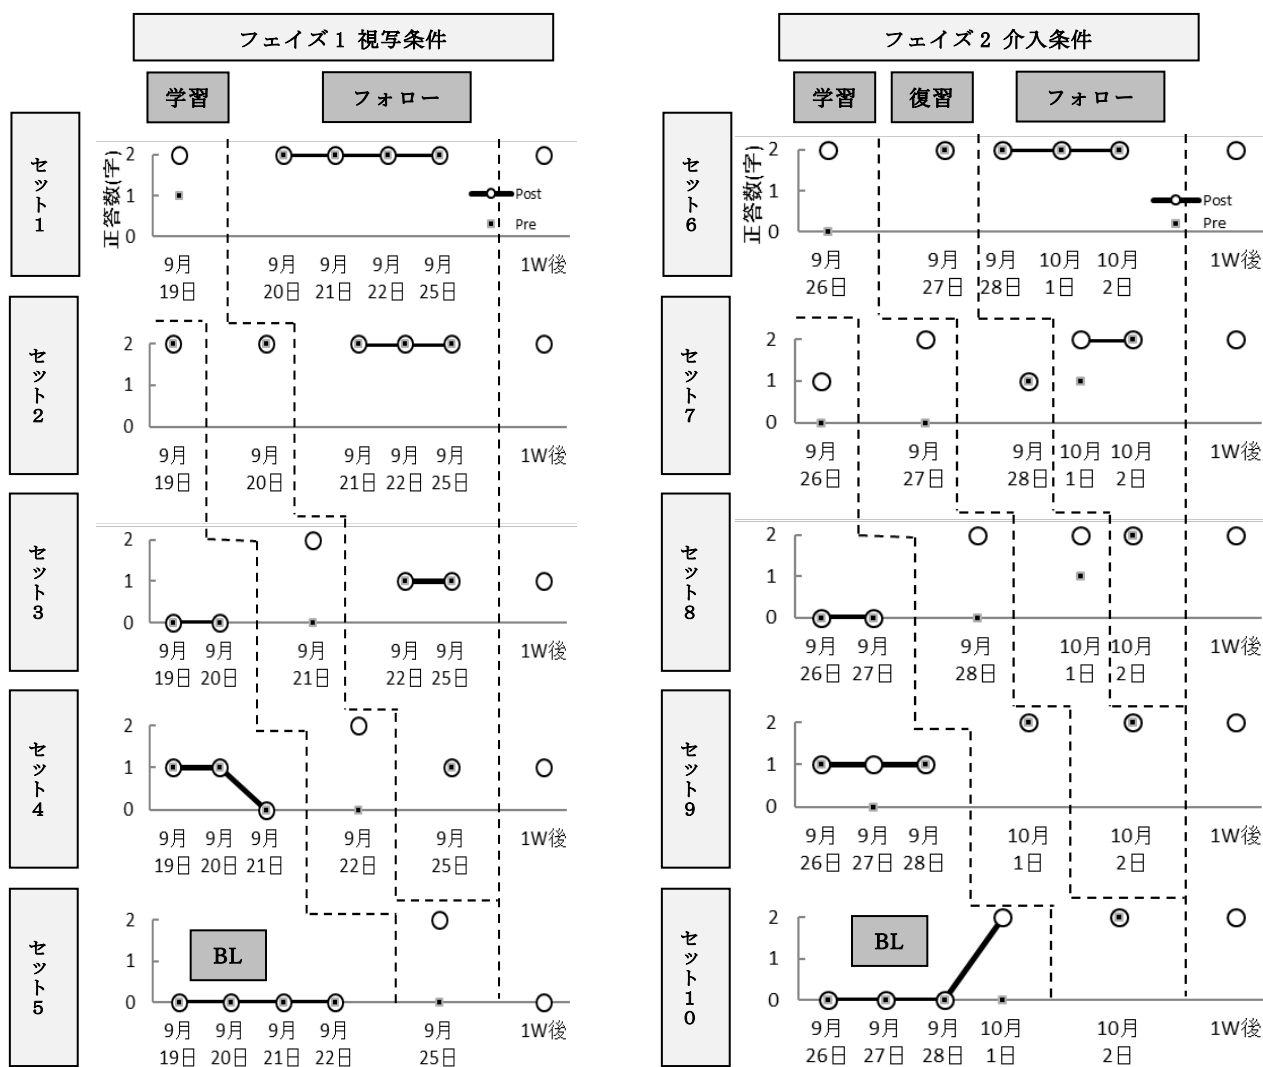 フェイズ1 視写条件
学習
フォロー
セット1
正答数(字)
2
1
0
Post
Pre
9月 9月 9月 9月 9月 1W後
19日 20日 21日 22日 25日
セット2
2
1
0
9月 9月 9月 9月 9月 1W後
19日 20日 21日 22日 25日
セット3
2
1
0
9月 9月 9月 9月 9月 1W後
19日 20日 21日 22日 25日
セット4
2
1
0
9月 9月 9月 9月 9月 1W後
19日 20日 21日 22日 25日
セット5
2
1
0
BL
9月 9月 9月 9月 9月 1W後
19日 20日 21日 22日 25日
フェイズ2 介入条件
学習
復習
フォロー
セット6
正答数(字)
2
1
0
Post
Pre
9月 9月 9月 10月 10月 1W後
26日 27日 28日 1日 2日
セット7
2
1
0
9月 9月 9月 10月 10月 1W後
26日 27日 28日 1日 2日
セット8
2
1
0
9月 9月 9月 10月 10月 1W後
26日 27日 28日 1日 2日
セット9
2
1
0
9月 9月 9月 10月 10月 1W後
26日 27日 28日 1日 2日
セット10
2
1
0
BL
9月 9月 9月 10月 10月 1W後
26日 27日 28日 1日 2日